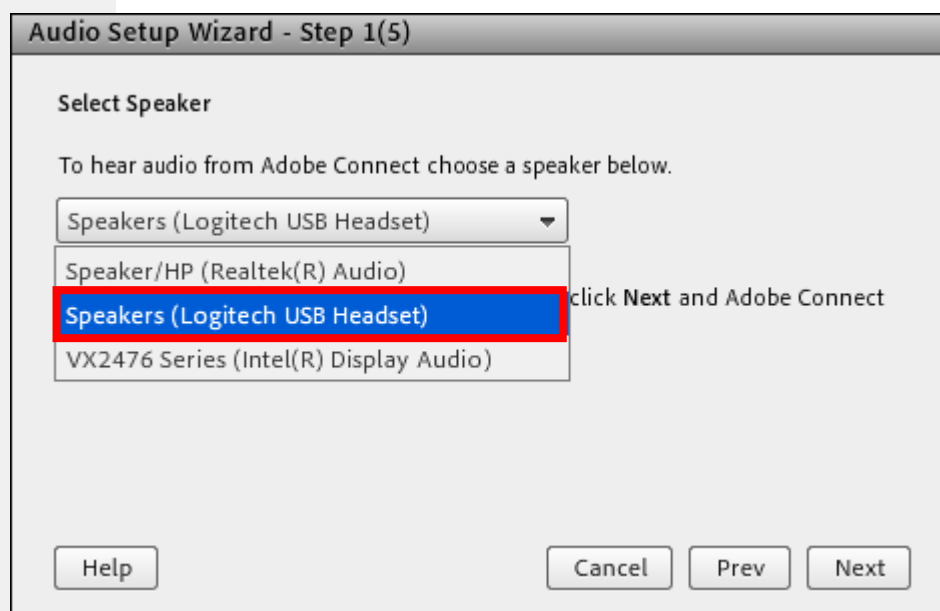 Audio Setup Wizard - Step 1(5)
Select Speaker
To hear audio from Adobe Connect choose a speaker below.
Speakers (Logitech USB Headset)
Speaker/HP (Realtek(R) Audio)
click Next and Adobe Connect
Speakers (Logitech USB Headset)
VX2476 Series (Intel(R) Display Audio)
Help
Cancel
Prev
Next